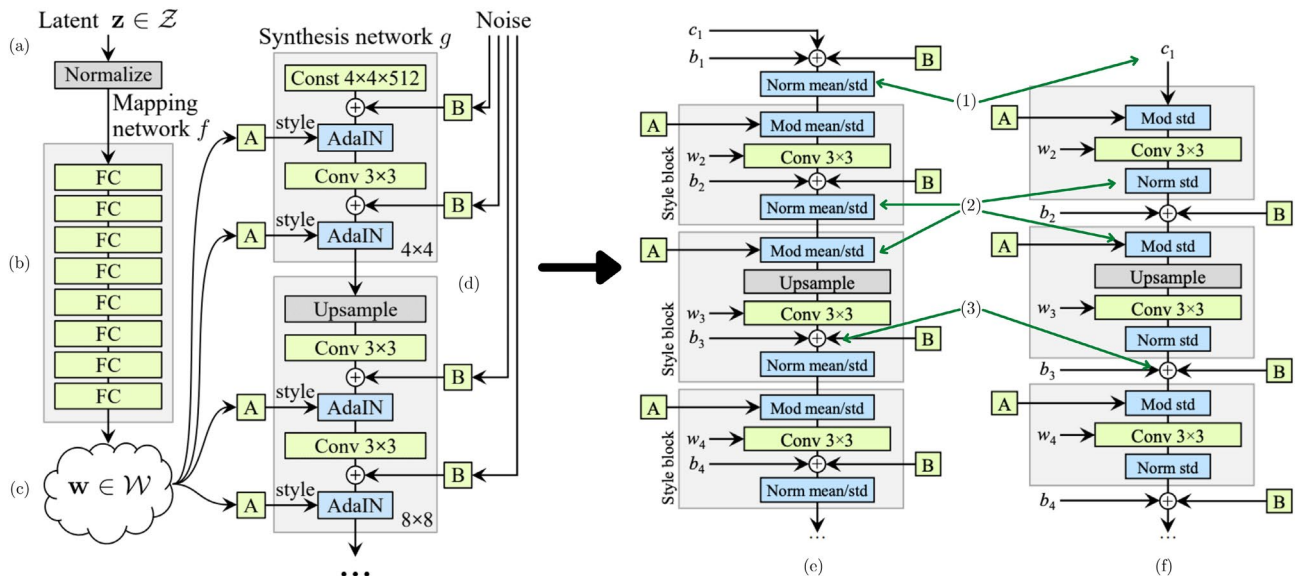 Latent z ∈ Z
(a)
Normalize
Mapping
network f
(b)
FC
FC
FC
FC
FC
FC
FC
FC
(c)
w ∈ W
Noise
Synthesis network g
Const 4×4×512
B
A
style
AdaIN
Conv 3×3
B
A
style
AdaIN
4×4
(d)
Upsample
Conv 3×3
B
A
style
AdaIN
Conv 3×3
B
A
style
AdaIN
8×8
...
c1
b1
B
Norm mean/std
Style block
A
Mod mean/std
w2
Conv 3×3
b2
B
Norm mean/std
Style block
A
Mod mean/std
Upsample
w3
Conv 3×3
b3
B
Norm mean/std
Style block
A
Mod mean/std
w4
Conv 3×3
b4
B
Norm mean/std
...
(e)
(1)
(2)
(3)
c1
A
Mod std
w2
Conv 3×3
Norm std
b2
B
A
Mod std
Upsample
w3
Conv 3×3
Norm std
b3
B
A
Mod std
w4
Conv 3×3
Norm std
b4
B
...
(f)